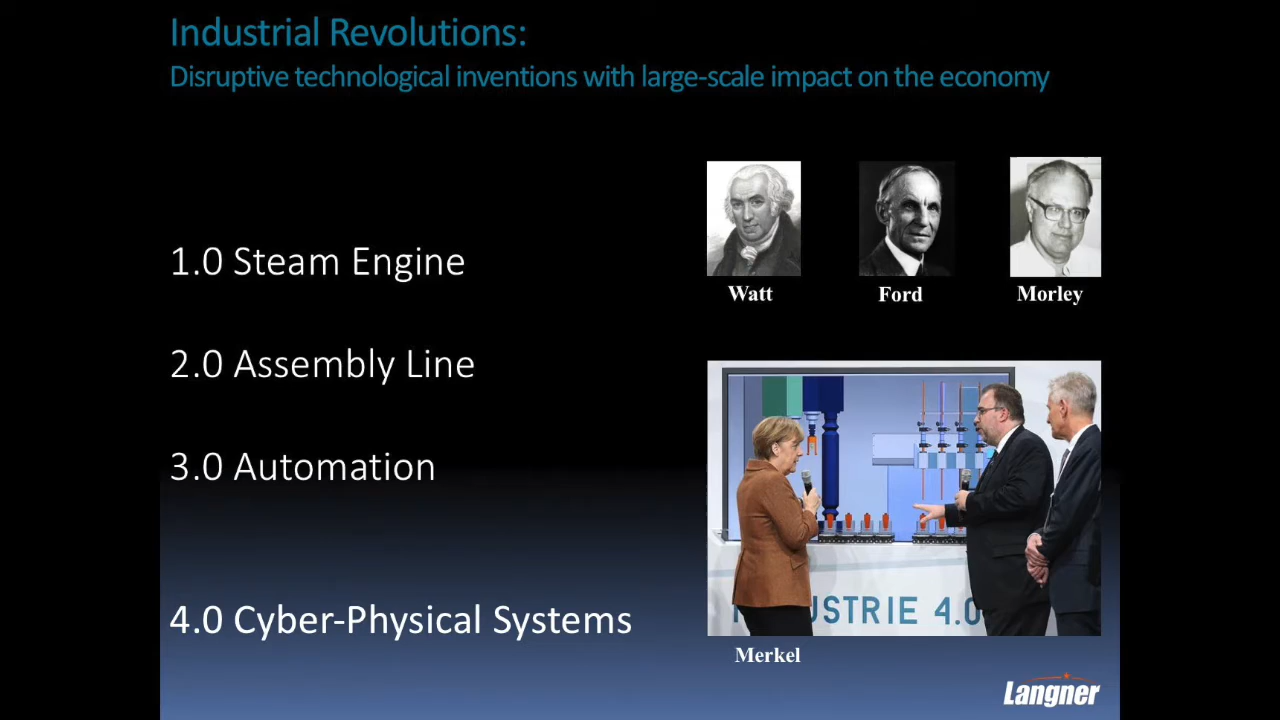 Industrial Revolutions:
Disruptive technological inventions with large-scale impact on the economy
Watt
Ford
Morley
1.0 Steam Engine
2.0 Assembly Line
3.0 Automation
4.0 Cyber-Physical Systems
USTRIE 4.0
Merkel
Langner